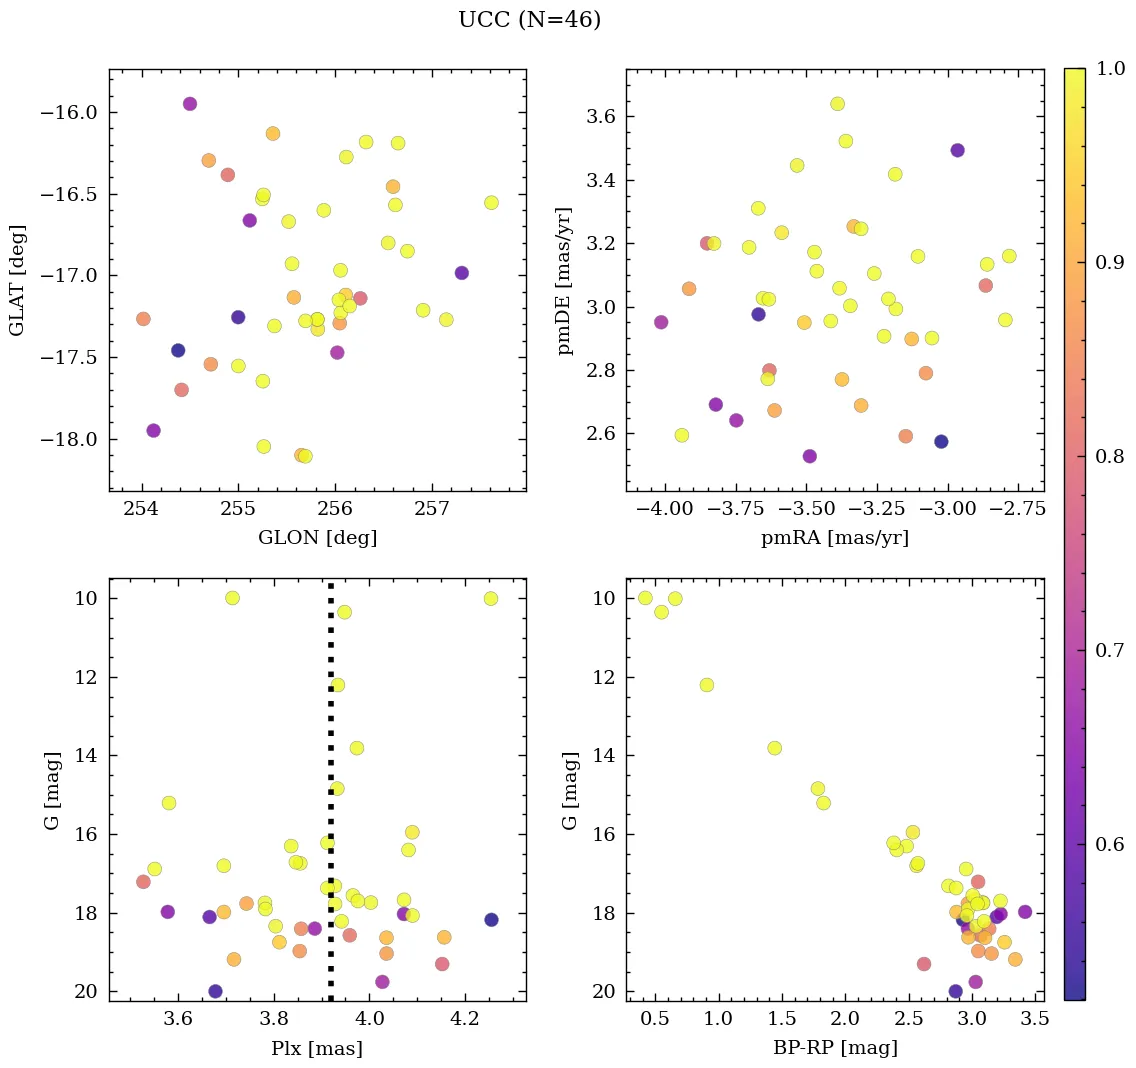 UCC (N=46)
−16.0
−16.5
−17.0
−17.5
−18.0
GLAT [deg]
254 255 256 257
GLON [deg]
3.6
3.4
3.2
3.0
2.8
2.6
pmDE [mas/yr]
−4.00 −3.75 −3.50 −3.25 −3.00 −2.75
pmRA [mas/yr]
1.0
0.9
0.8
0.7
0.6
10
12
14
16
18
20
G [mag]
3.6 3.8 4.0 4.2
Plx [mas]
10
12
14
16
18
20
G [mag]
0.5 1.0 1.5 2.0 2.5 3.0 3.5
BP-RP [mag]